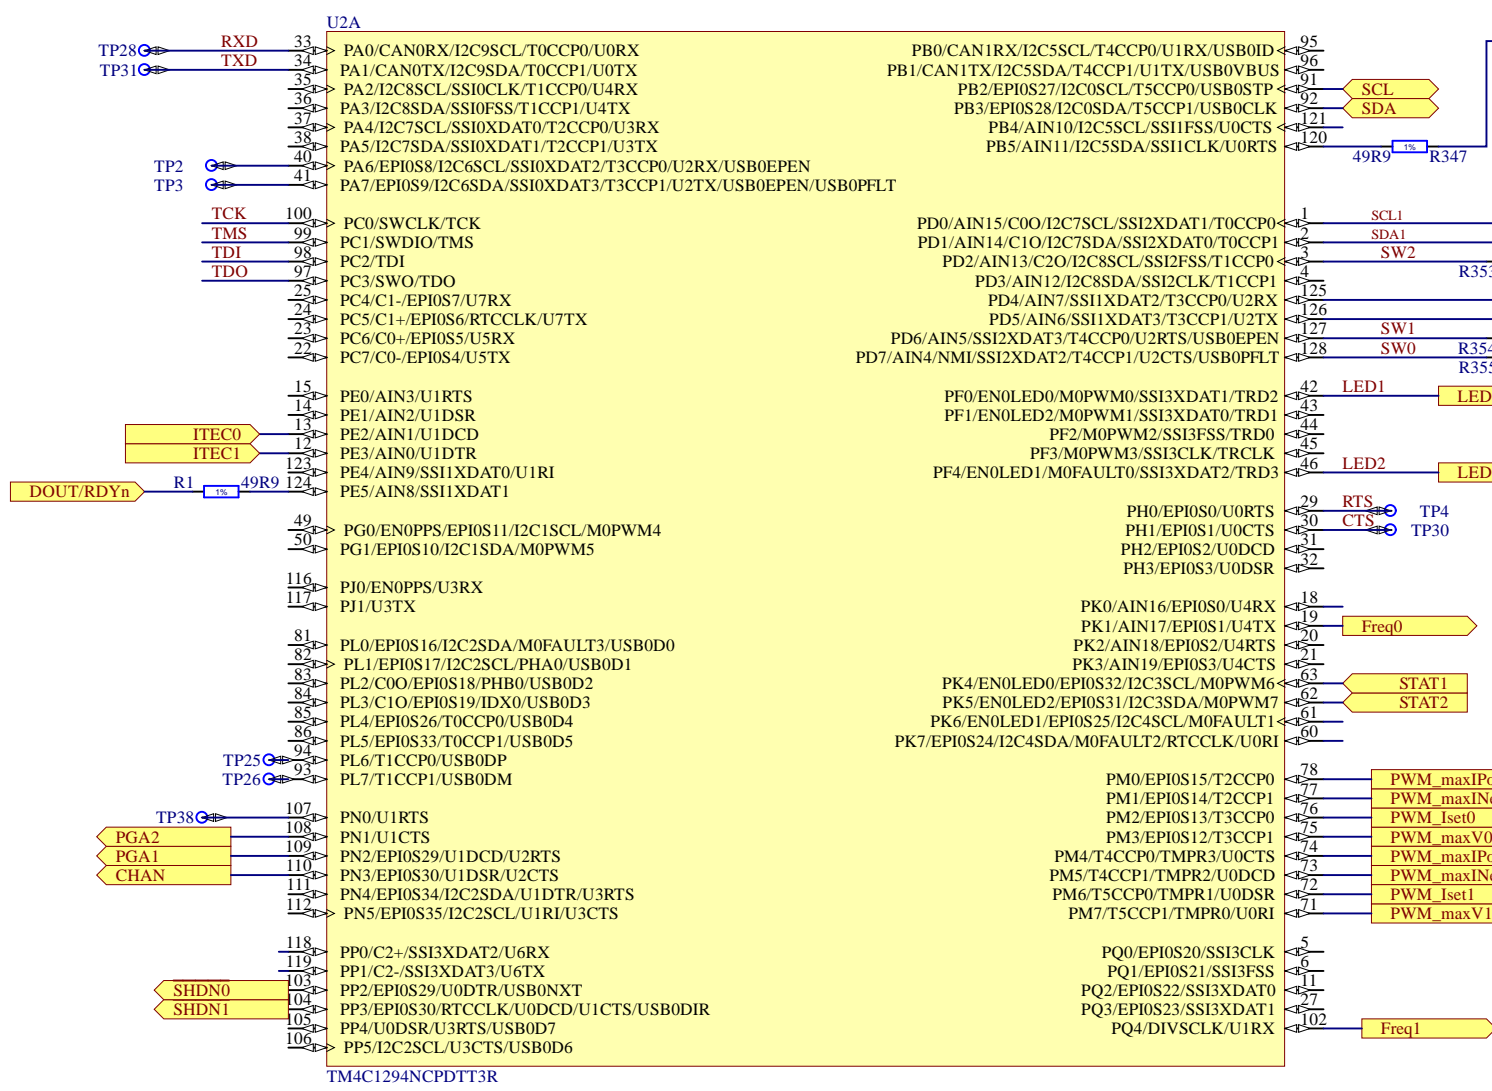 U2A
TP28 RXD 33 PA0/CAN0RX/I2C9SCL/T0CCP0/U0RX PB0/CAN1RX/I2C5SCL/T4CCP0/U1RX/USB0ID 95
TP31 TXD 34 PA1/CAN0TX/I2C9SDA/T0CCP1/U0TX PB1/CAN1TX/I2C5SDA/T4CCP1/U1TX/USB0VBUS 96
35 PA2/I2C8SCL/SSI0CLK/T1CCP0/U4RX PB2/EPI0S27/I2C0SCL/T5CCP0/USB0STP 91 SCL
36 PA3/I2C8SDA/SSI0FSS/T1CCP1/U4TX PB3/EPI0S28/I2C0SDA/T5CCP1/USB0CLK 92 SDA
37 PA4/I2C7SCL/SSI0XDAT0/T2CCP0/U3RX PB4/AIN10/I2C5SCL/SSI1FSS/U0CTS 121
38 PA5/I2C7SDA/SSI0XDAT1/T2CCP1/U3TX PB5/AIN11/I2C5SDA/SSI1CLK/U0RTS 120 49R9 1% R347
TP2 40 PA6/EPI0S8/I2C6SCL/SSI0XDAT2/T3CCP0/U2RX/USB0EPEN
TP3 41 PA7/EPI0S9/I2C6SDA/SSI0XDAT3/T3CCP1/U2TX/USB0EPEN/USB0PFLT
TCK 100 PC0/SWCLK/TCK PD0/AIN15/C0O/I2C7SCL/SSI2XDAT1/T0CCP0 1 SCL1
TMS 99 PC1/SWDIO/TMS PD1/AIN14/C1O/I2C7SDA/SSI2XDAT0/T0CCP1 2 SDA1
TDI 98 PC2/TDI PD2/AIN13/C2O/I2C8SCL/SSI2FSS/T1CCP0 3 SW2
TDO 97 PC3/SWO/TDO PD3/AIN12/I2C8SDA/SSI2CLK/T1CCP1 4 R353
25 PC4/C1-/EPI0S7/U7RX PD4/AIN7/SSI1XDAT2/T3CCP0/U2RX 125
24 PC5/C1+/EPI0S6/RTCCLK/U7TX PD5/AIN6/SSI1XDAT3/T3CCP1/U2TX 126
23 PC6/C0+/EPI0S5/U5RX PD6/AIN5/SSI2XDAT3/T4CCP0/U2RTS/USB0EPEN 127 SW1
22 PC7/C0-/EPI0S4/U5TX PD7/AIN4/NMI/SSI2XDAT2/T4CCP1/U2CTS/USB0PFLT 128 SW0 R354
R355
15 PE0/AIN3/U1RTS PF0/EN0LED0/M0PWM0/SSI3XDAT1/TRD2 42 LED1 LED
14 PE1/AIN2/U1DSR PF1/EN0LED2/M0PWM1/SSI3XDAT0/TRD1 43
ITEC0 13 PE2/AIN1/U1DCD PF2/M0PWM2/SSI3FSS/TRD0 44
ITEC1 12 PE3/AIN0/U1DTR PF3/M0PWM3/SSI3CLK/TRCLK 45
123 PE4/AIN9/SSI1XDAT0/U1RI PF4/EN0LED1/M0FAULT0/SSI3XDAT2/TRD3 46 LED2 LED
DOUT/RDYn R1 1% 49R9 124 PE5/AIN8/SSI1XDAT1
PH0/EPI0S0/U0RTS 29 RTS TP4
49 PG0/EN0PPS/EPI0S11/I2C1SCL/M0PWM4 PH1/EPI0S1/U0CTS 30 CTS TP30
50 PG1/EPI0S10/I2C1SDA/M0PWM5 PH2/EPI0S2/U0DCD 31
PH3/EPI0S3/U0DSR 32
116 PJ0/EN0PPS/U3RX
117 PJ1/U3TX PK0/AIN16/EPI0S0/U4RX 18
PK1/AIN17/EPI0S1/U4TX 19 Freq0
81 PL0/EPI0S16/I2C2SDA/M0FAULT3/USB0D0 PK2/AIN18/EPI0S2/U4RTS 20
82 PL1/EPI0S17/I2C2SCL/PHA0/USB0D1 PK3/AIN19/EPI0S3/U4CTS 21
83 PL2/C0O/EPI0S18/PHB0/USB0D2 PK4/EN0LED0/EPI0S32/I2C3SCL/M0PWM6 63 STAT1
84 PL3/C1O/EPI0S19/IDX0/USB0D3 PK5/EN0LED2/EPI0S31/I2C3SDA/M0PWM7 62 STAT2
85 PL4/EPI0S26/T0CCP0/USB0D4 PK6/EN0LED1/EPI0S25/I2C4SCL/M0FAULT1 61
86 PL5/EPI0S33/T0CCP1/USB0D5 PK7/EPI0S24/I2C4SDA/M0FAULT2/RTCCLK/U0RI 60
TP25 94 PL6/T1CCP0/USB0DP
TP26 93 PL7/T1CCP1/USB0DM PM0/EPI0S15/T2CCP0 78 PWM_maxIPo
PM1/EPI0S14/T2CCP1 77 PWM_maxINe
TP38 107 PN0/U1RTS PM2/EPI0S13/T3CCP0 76 PWM_Iset0
PGA2 108 PN1/U1CTS PM3/EPI0S12/T3CCP1 75 PWM_maxV0
PGA1 109 PN2/EPI0S29/U1DCD/U2RTS PM4/T4CCP0/TMPR3/U0CTS 74 PWM_maxIPo
CHAN 110 PN3/EPI0S30/U1DSR/U2CTS PM5/T4CCP1/TMPR2/U0DCD 73 PWM_maxINe
111 PN4/EPI0S34/I2C2SDA/U1DTR/U3RTS PM6/T5CCP0/TMPR1/U0DSR 72 PWM_Iset1
112 PN5/EPI0S35/I2C2SCL/U1RI/U3CTS PM7/T5CCP1/TMPR0/U0RI 71 PWM_maxV1
118 PP0/C2+/SSI3XDAT2/U6RX PQ0/EPI0S20/SSI3CLK 5
119 PP1/C2-/SSI3XDAT3/U6TX PQ1/EPI0S21/SSI3FSS 6
SHDN0 103 PP2/EPI0S29/U0DTR/USB0NXT PQ2/EPI0S22/SSI3XDAT0 11
SHDN1 104 PP3/EPI0S30/RTCCLK/U0DCD/U1CTS/USB0DIR PQ3/EPI0S23/SSI3XDAT1 27
105 PP4/U0DSR/U3RTS/USB0D7 PQ4/DIVSCLK/U1RX 102 Freq1
106 PP5/I2C2SCL/U3CTS/USB0D6
TM4C1294NCPDTT3R